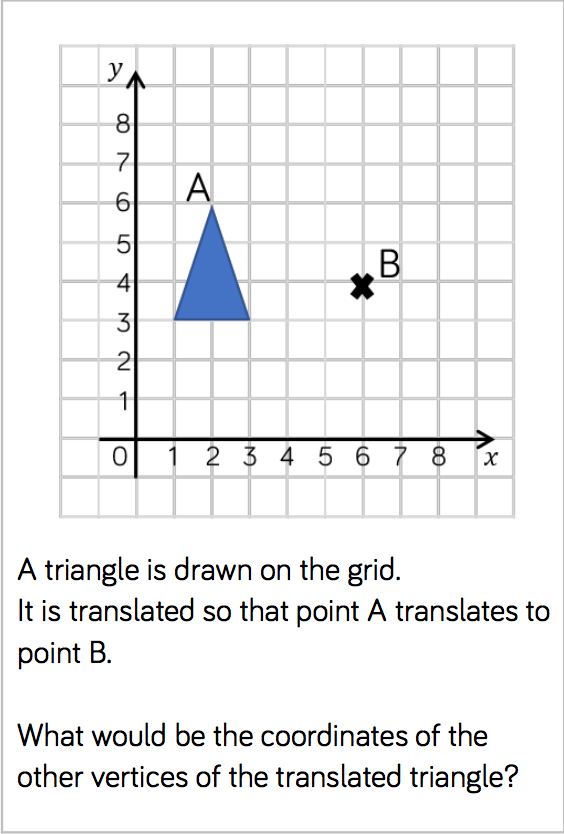 y
8
7
A
6
5
B
4
3
2
1
0 1 2 3 4 5 6 7 8 x
A triangle is drawn on the grid.
It is translated so that point A translates to
point B.
What would be the coordinates of the
other vertices of the translated triangle?